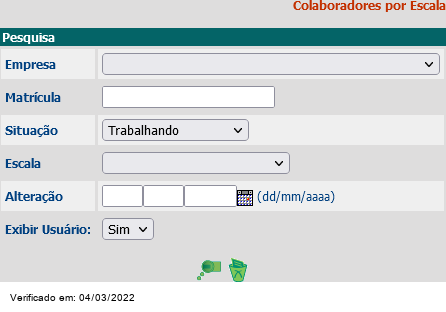 Colaboradores por Escala
Pesquisa
Empresa
Matrícula
Situação Trabalhando
Escala
Alteração (dd/mm/aaaa)
Exibir Usuário: Sim
Verificado em: 04/03/2022